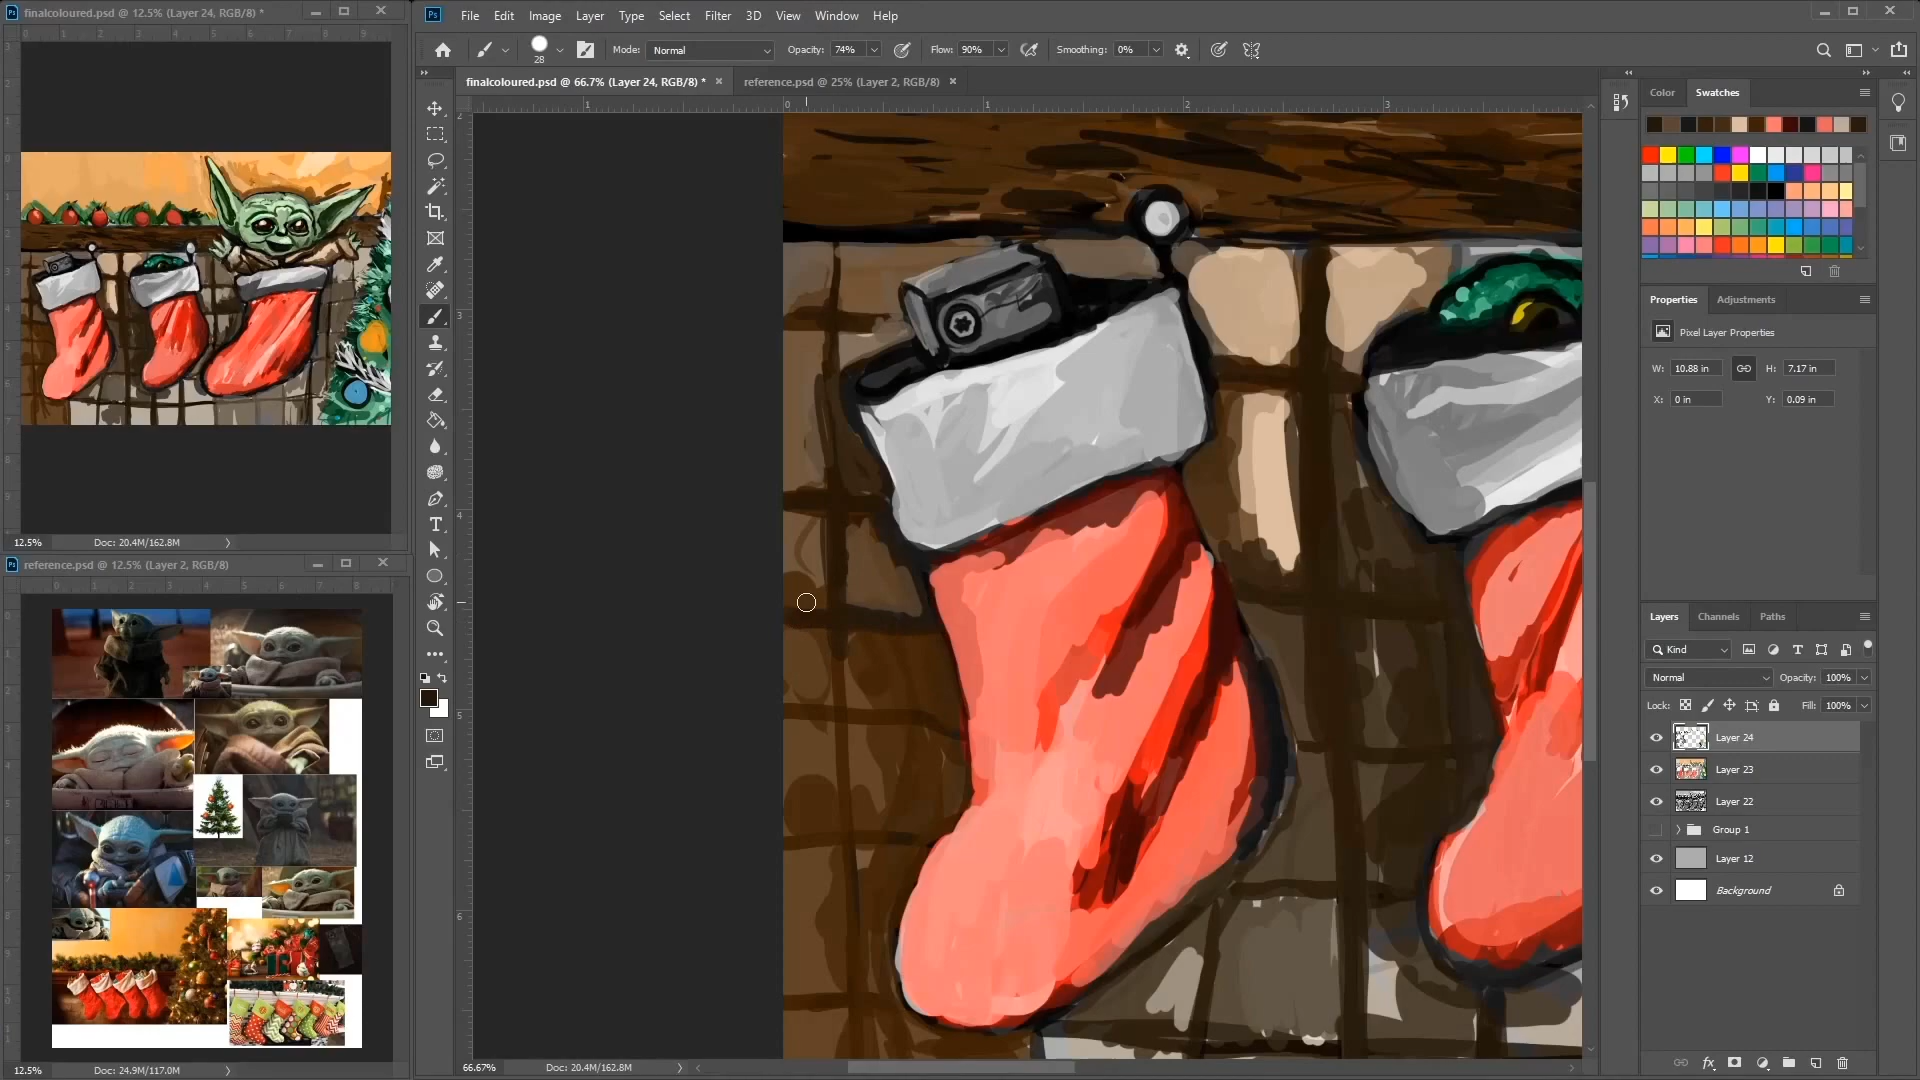 finalcoloured.psd @ 12.5% (Layer 24, RGB/8) *
12.5% Doc: 20.4M/162.8M
reference.psd @ 12.5% (Layer 2, RGB/8)
12.5% Doc: 24.9M/117.0M
Ps File Edit Image Layer Type Select Filter 3D View Window Help
28 Mode: Normal Opacity: 74% Flow: 90% Smoothing: 0%
finalcoloured.psd @ 66.7% (Layer 24, RGB/8) * reference.psd @ 25% (Layer 2, RGB/8)
66.67% Doc: 20.4M/162.8M
Color Swatches
Properties Adjustments
Pixel Layer Properties
W: 10.88 in H: 7.17 in
X: 0 in Y: 0.09 in
Layers Channels Paths
Kind
Normal Opacity: 100%
Lock: Fill: 100%
Layer 24
Layer 23
Layer 22
Group 1
Layer 12
Background
fx